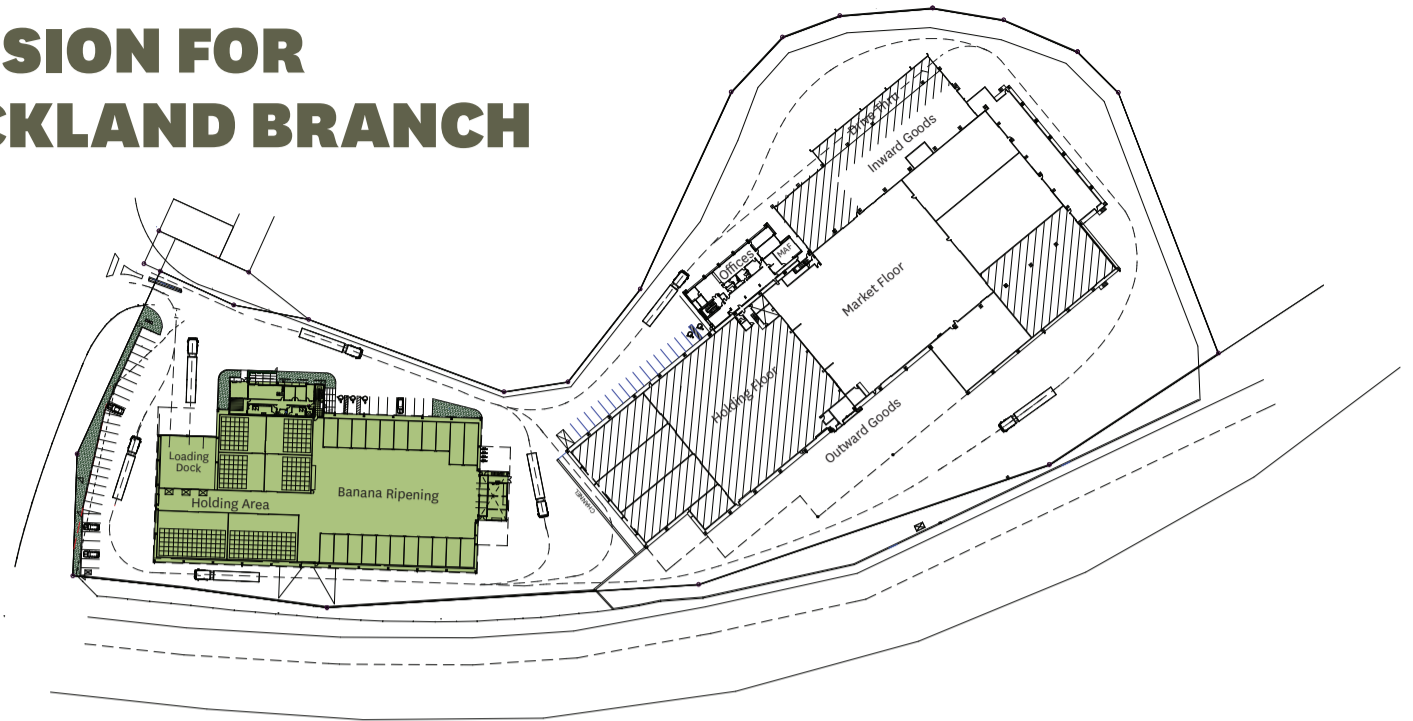 SION FOR
CKLAND BRANCH
Drive Thru
Inward Goods
Offices
MAF
Market Floor
Holding Floor
Outward Goods
Loading
Dock
Holding Area
Banana Ripening
CHANNEL